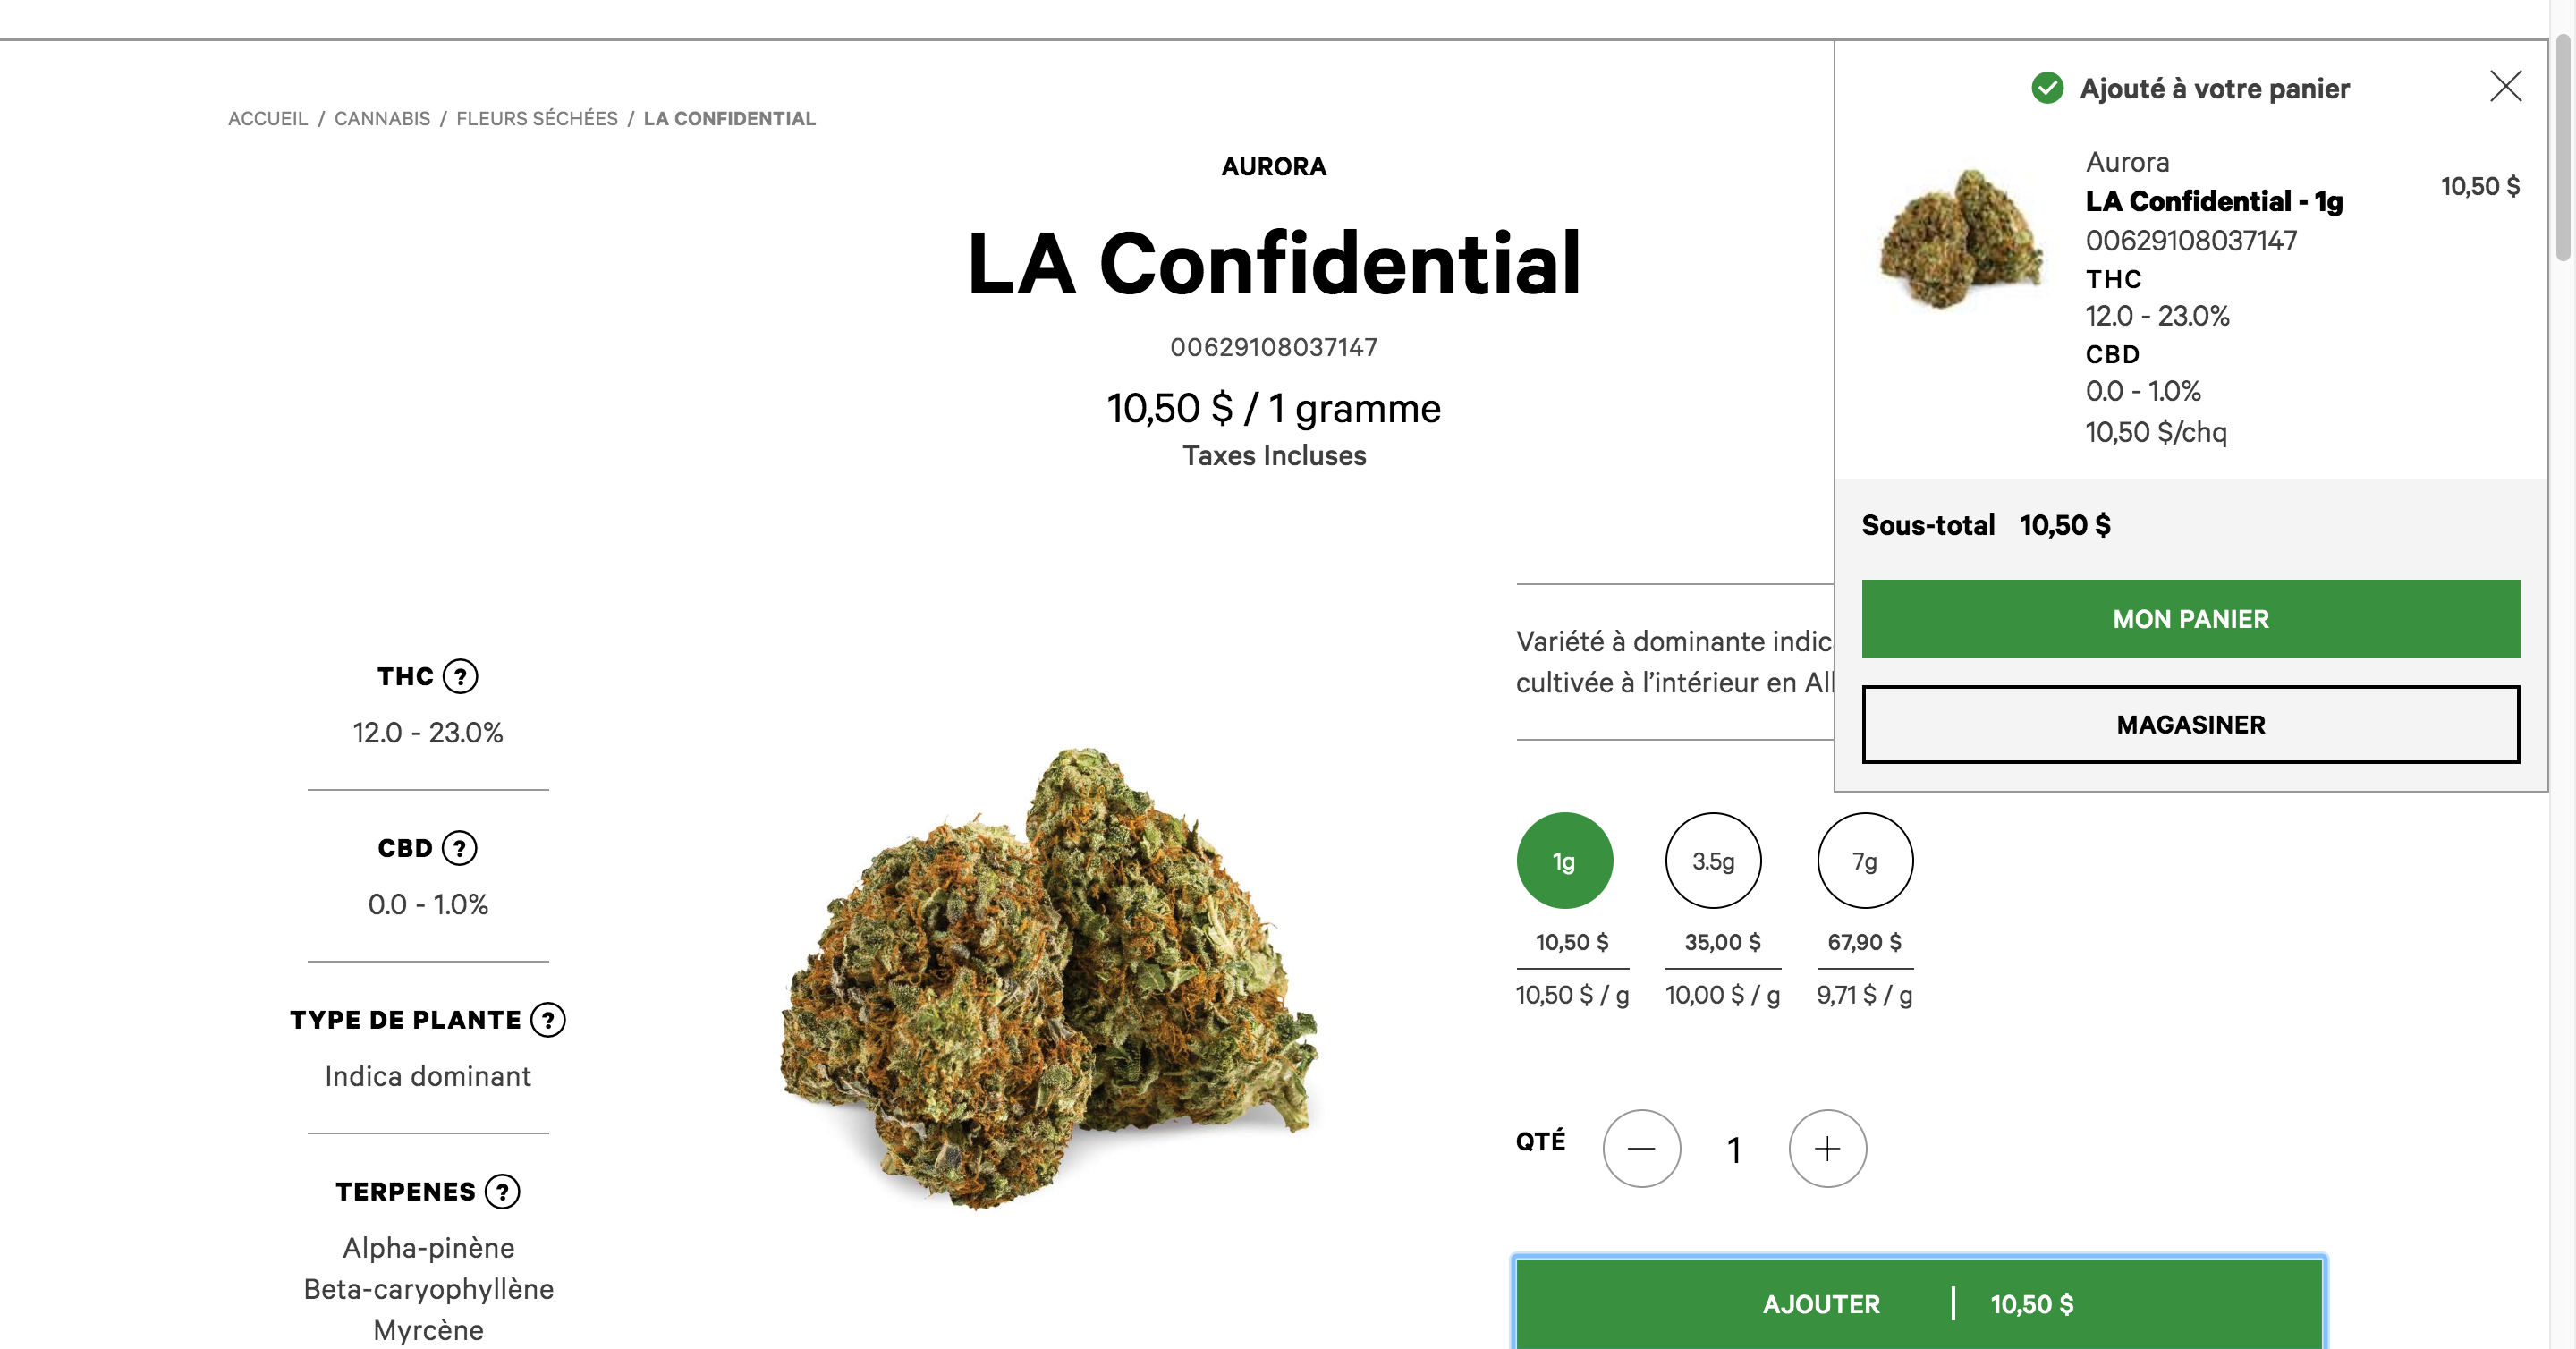 ACCUEIL / CANNABIS / FLEURS SÉCHÉES / LA CONFIDENTIAL
AURORA
LA Confidential
00629108037147
10,50 $ / 1 gramme
Taxes Incluses
THC ?
12.0 - 23.0%
CBD ?
0.0 - 1.0%
TYPE DE PLANTE ?
Indica dominant
TERPENES ?
Alpha-pinène
Beta-caryophyllène
Myrcène
Variété à dominante
cultivée à l’intérieur en
1g 3.5g 7g
10,50 $ 35,00 $ 67,90 $
10,50 $ / g 10,00 $ / g 9,71 $ / g
QTÉ — 1 +
AJOUTER | 10,50 $
Ajouté à votre panier
Aurora
LA Confidential - 1g
10,50 $
00629108037147
THC
12.0 - 23.0%
CBD
0.0 - 1.0%
10,50 $/chq
Sous-total 10,50 $
MON PANIER
MAGASINER